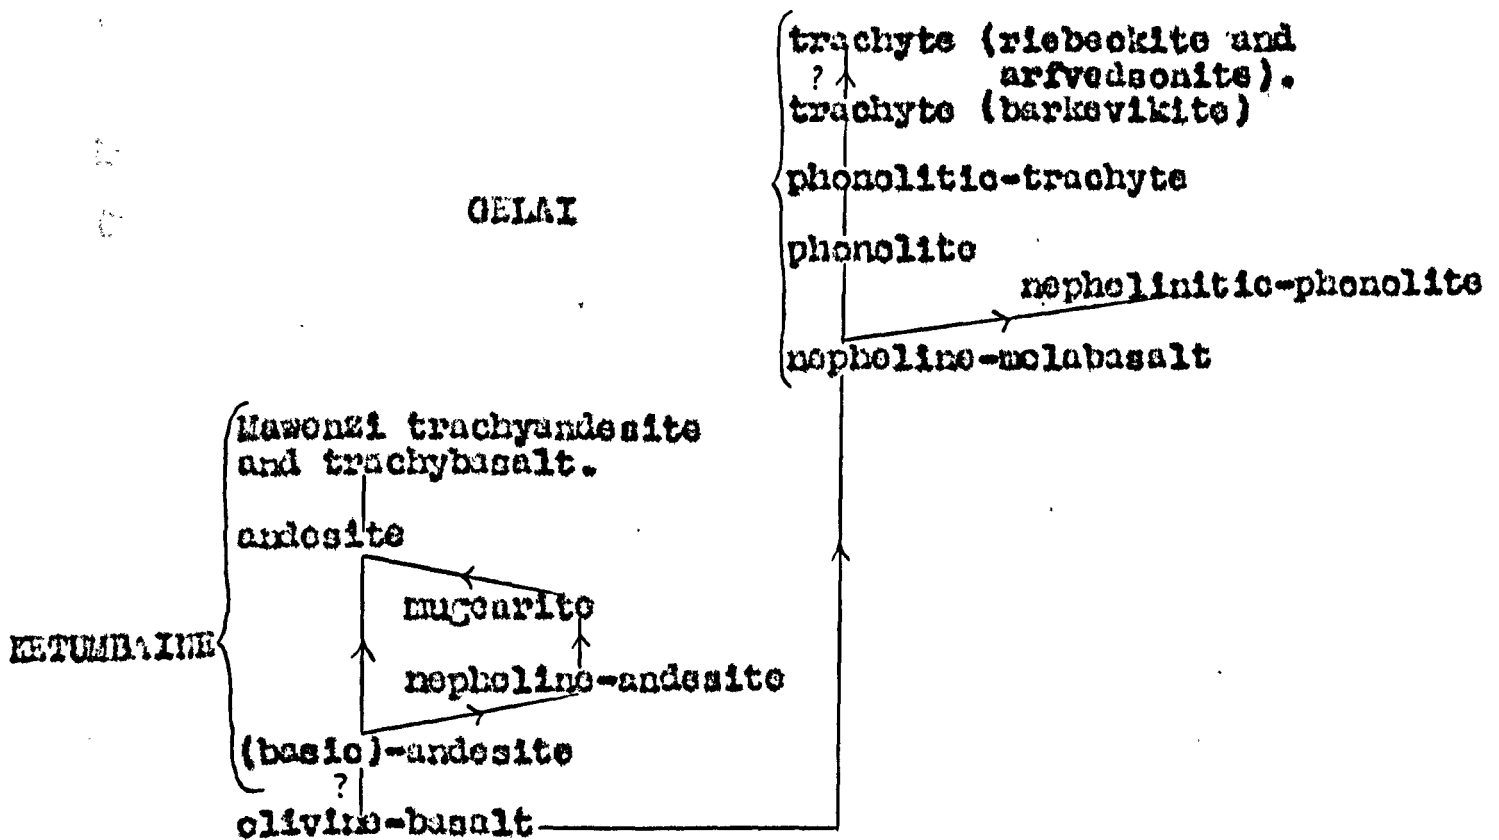 trachyte (riebeckite and
arfvedsonite).
?
trachyte (barkevikite)
phonolitic-trachyte
GELAI
phonolite
nephelinitic-phonolite
nepheline-melabasalt
Mawenzi trachyandesite
and trachybasalt.
andesite
mugearite
KETUMBAINE
nepheline-andesite
(basic)-andesite
?
olivine-basalt